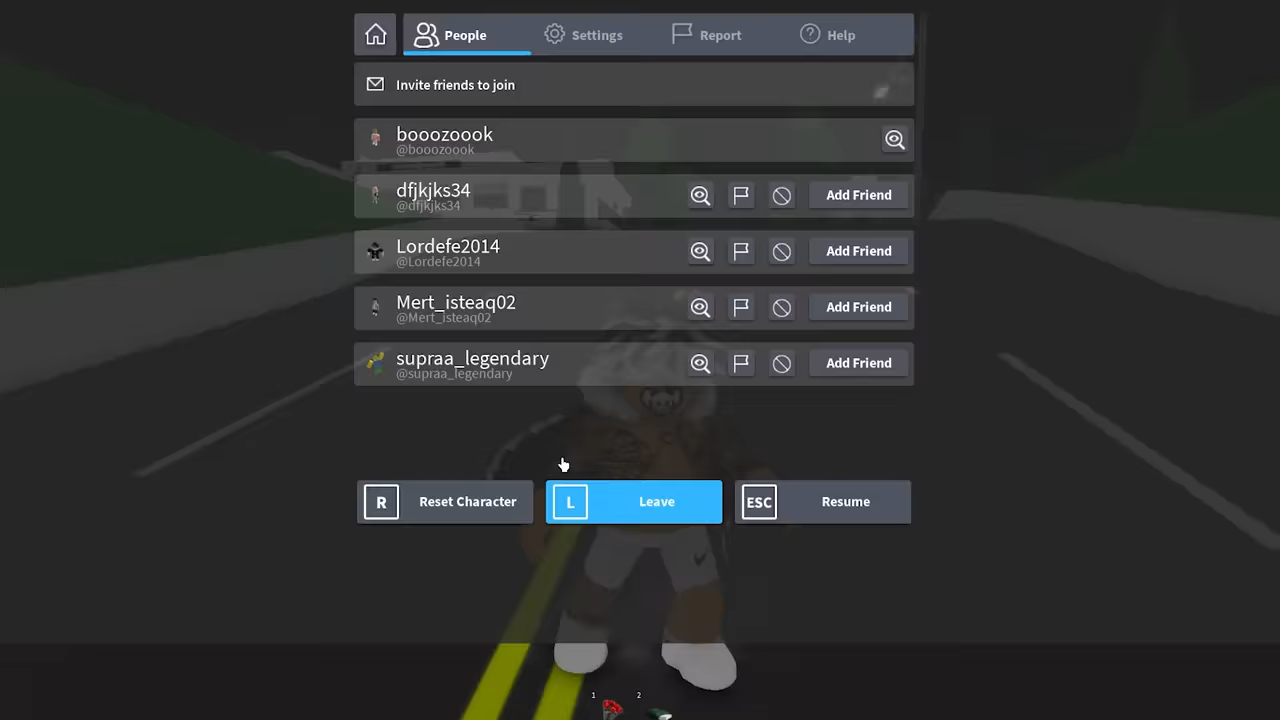 People
Settings
Report
Help
Invite friends to join
booozoook
@booozoook
dfjkjks34
@dfjkjks34
Add Friend
Lordefe2014
@Lordefe2014
Add Friend
Mert_isteaq02
@Mert_isteaq02
Add Friend
supraa_legendary
@supraa_legendary
Add Friend
R Reset Character
L Leave
ESC Resume
1 2